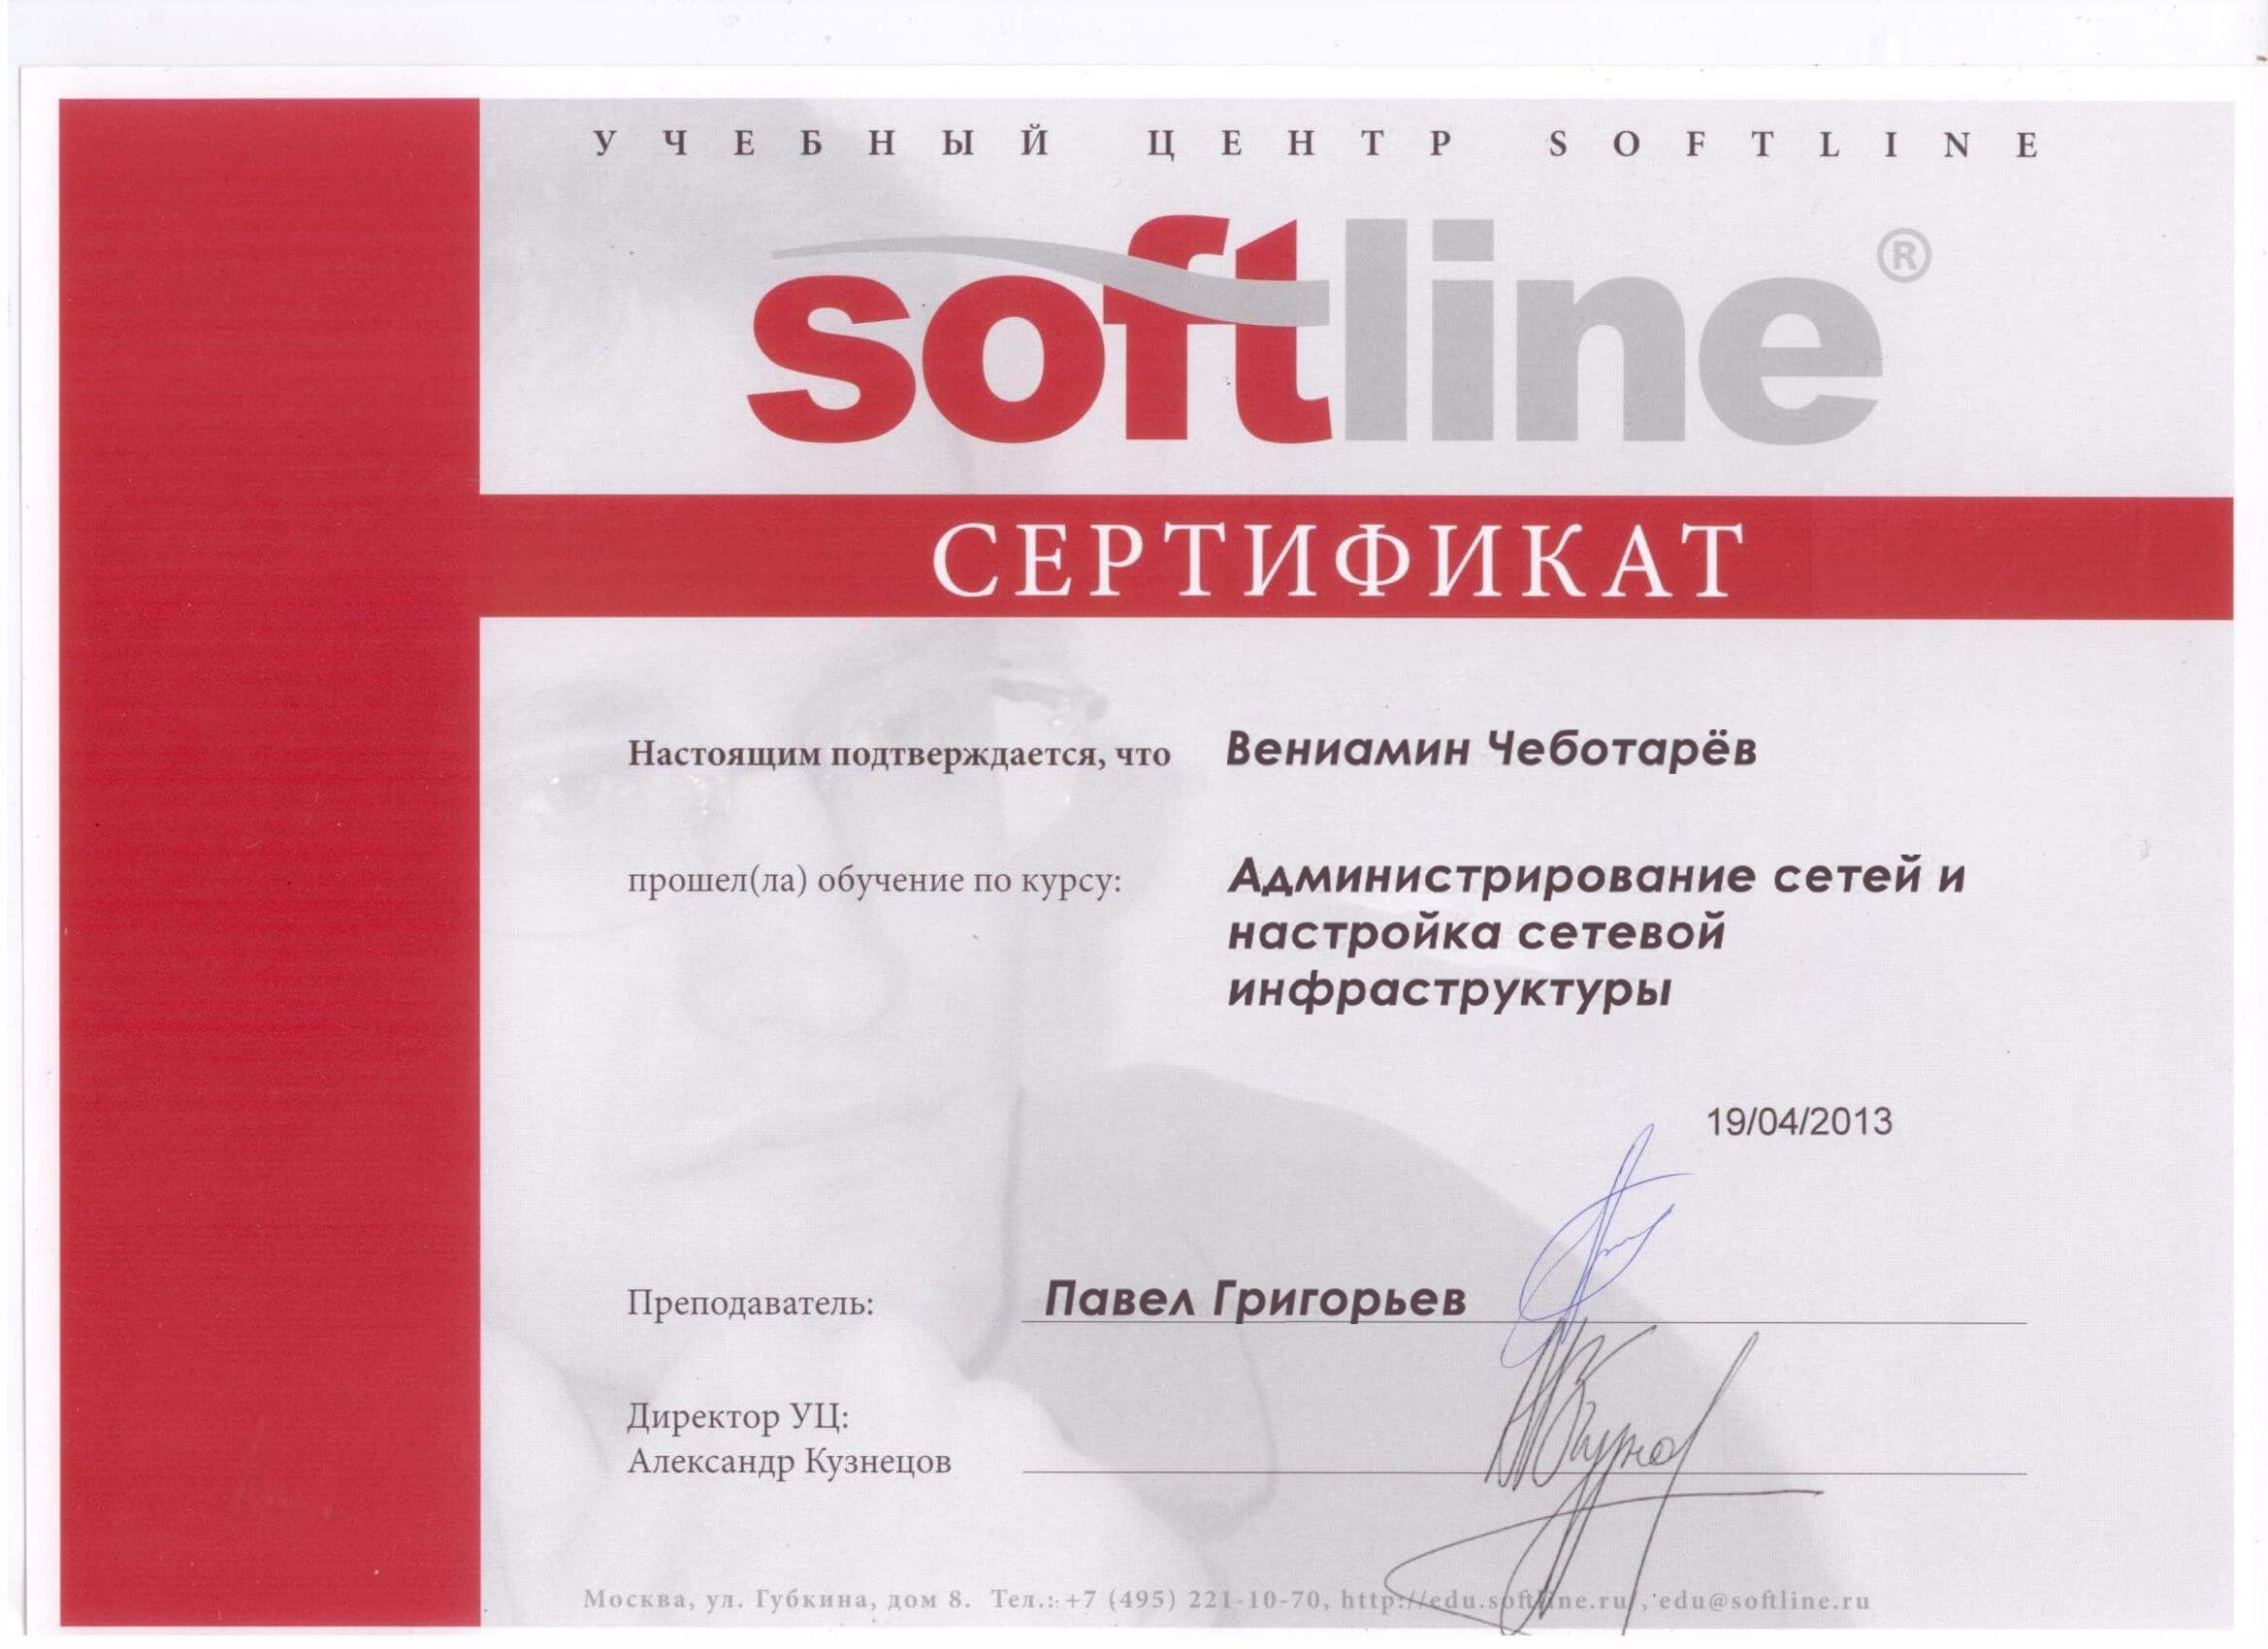 УЧЕБНЫЙ ЦЕНТР SOFTLINE
softline®
СЕРТИФИКАТ
Настоящим подтверждается, что Вениамин Чеботарёв
прошел(ла) обучение по курсу: Администрирование сетей и
настройка сетевой
инфраструктуры
19/04/2013
Преподаватель: Павел Григорьев
Директор УЦ:
Александр Кузнецов
Москва, ул. Губкина, дом 8. Тел.: +7 (495) 221-10-70, http://edu.softline.ru/, edu@softline.ru